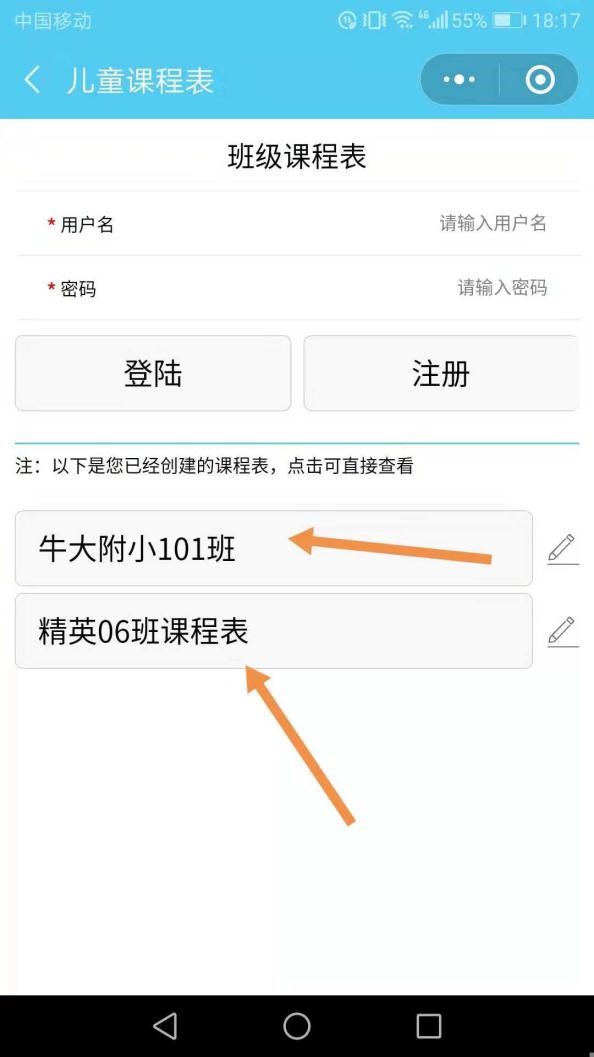 中国移动 4G 55% 18:17
儿童课程表
班级课程表
* 用户名 请输入用户名
* 密码 请输入密码
登陆 注册
注：以下是您已经创建的课程表，点击可直接查看
牛大附小101班
精英06班课程表